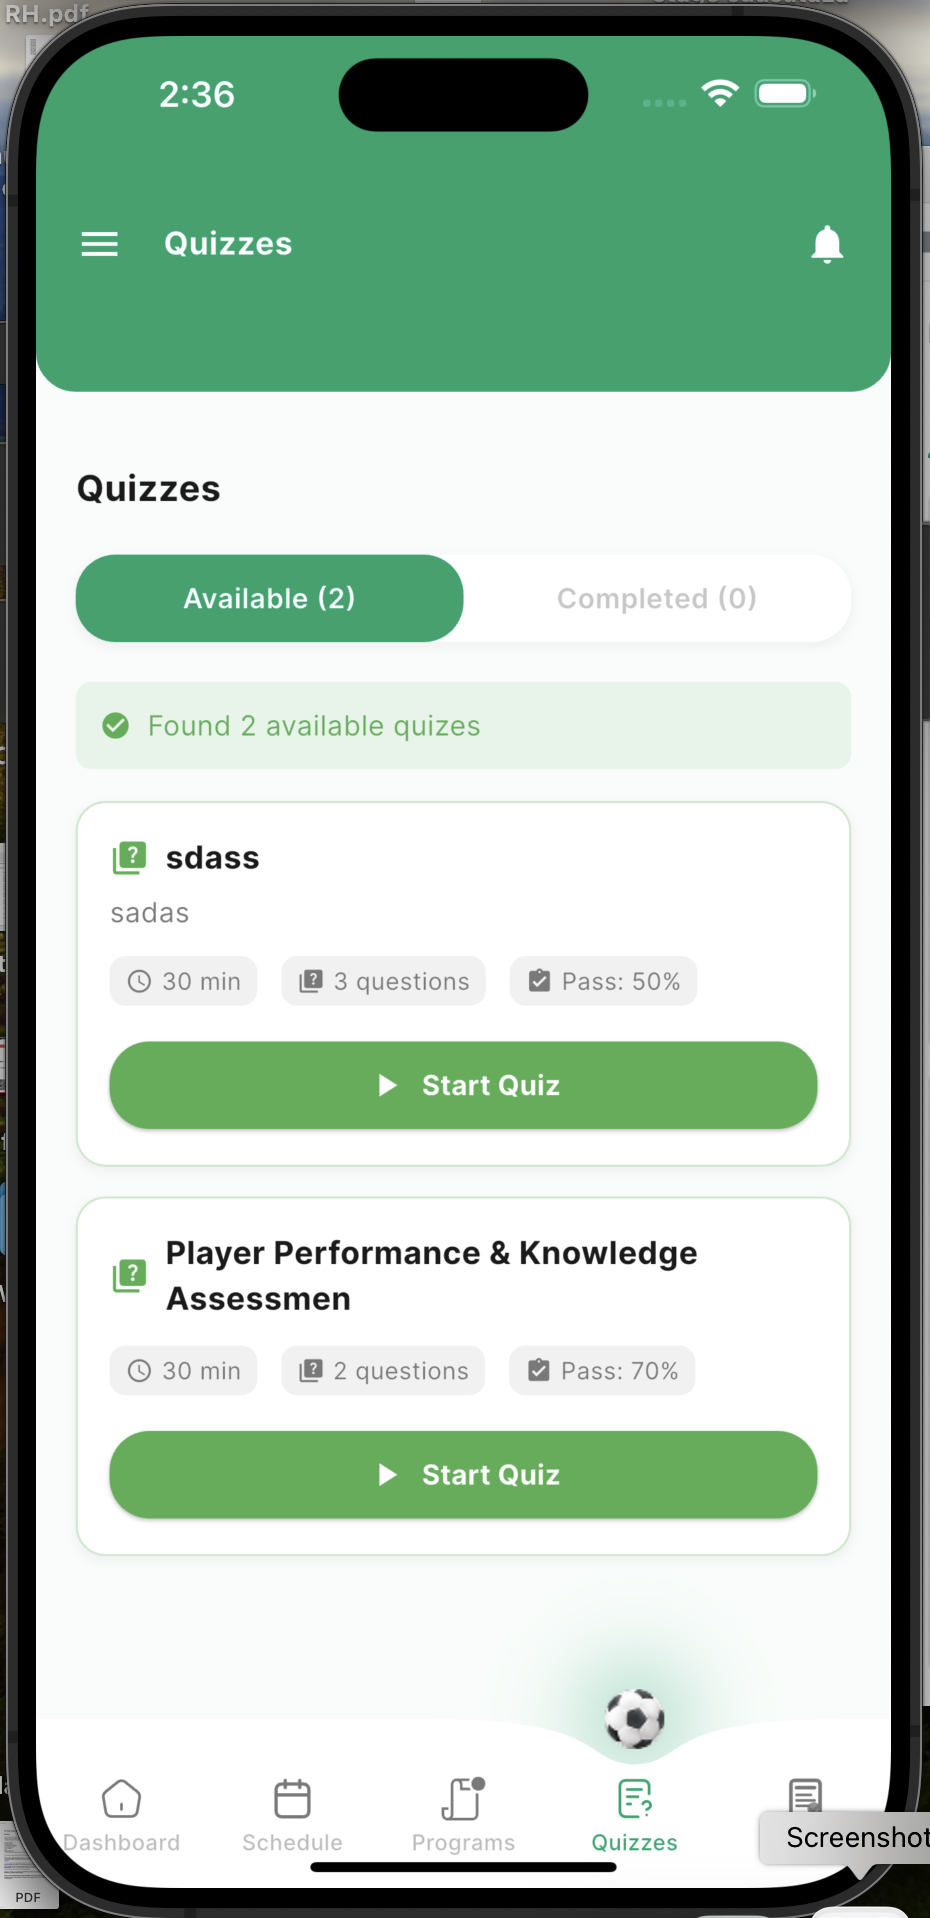 RH.pdf
2:36
Quizzes
Quizzes
Available (2)
Completed (0)
Found 2 available quizes
sdass
sadas
30 min
3 questions
Pass: 50%
Start Quiz
Player Performance & Knowledge
Assessmen
30 min
2 questions
Pass: 70%
Start Quiz
Dashboard
Schedule
Programs
Quizzes
Screenshot
PDF